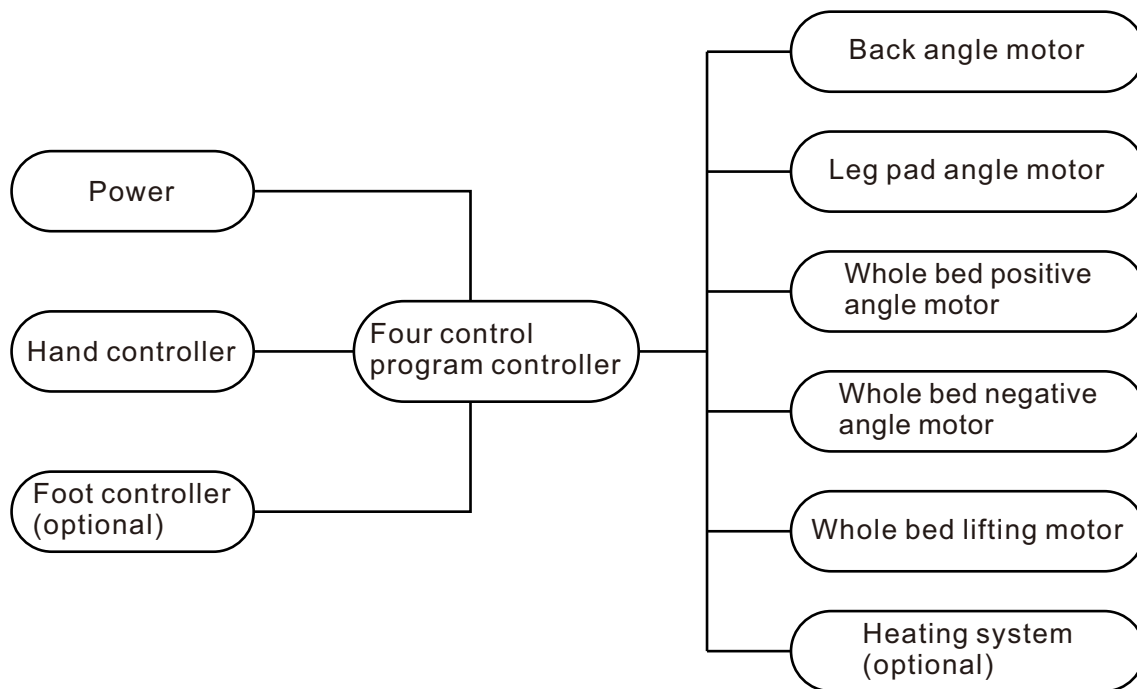 Power
Hand controller
Foot controller
(optional)
Four control
program controller
Back angle motor
Leg pad angle motor
Whole bed positive
angle motor
Whole bed negative
angle motor
Whole bed lifting motor
Heating system
(optional)